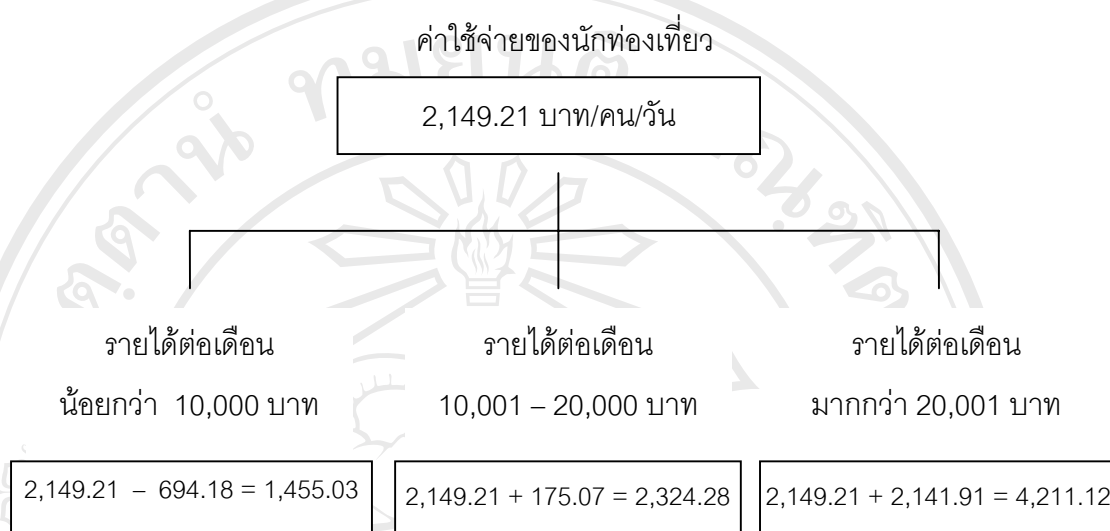 ค่าใช้จ่ายของนักท่องเที่ยว
2,149.21 บาท/คน/วัน
รายได้ต่อเดือน
น้อยกว่า 10,000 บาท
2,149.21 – 694.18 = 1,455.03
รายได้ต่อเดือน
10,001 – 20,000 บาท
2,149.21 + 175.07 = 2,324.28
รายได้ต่อเดือน
มากกว่า 20,001 บาท
2,149.21 + 2,141.91 = 4,211.12